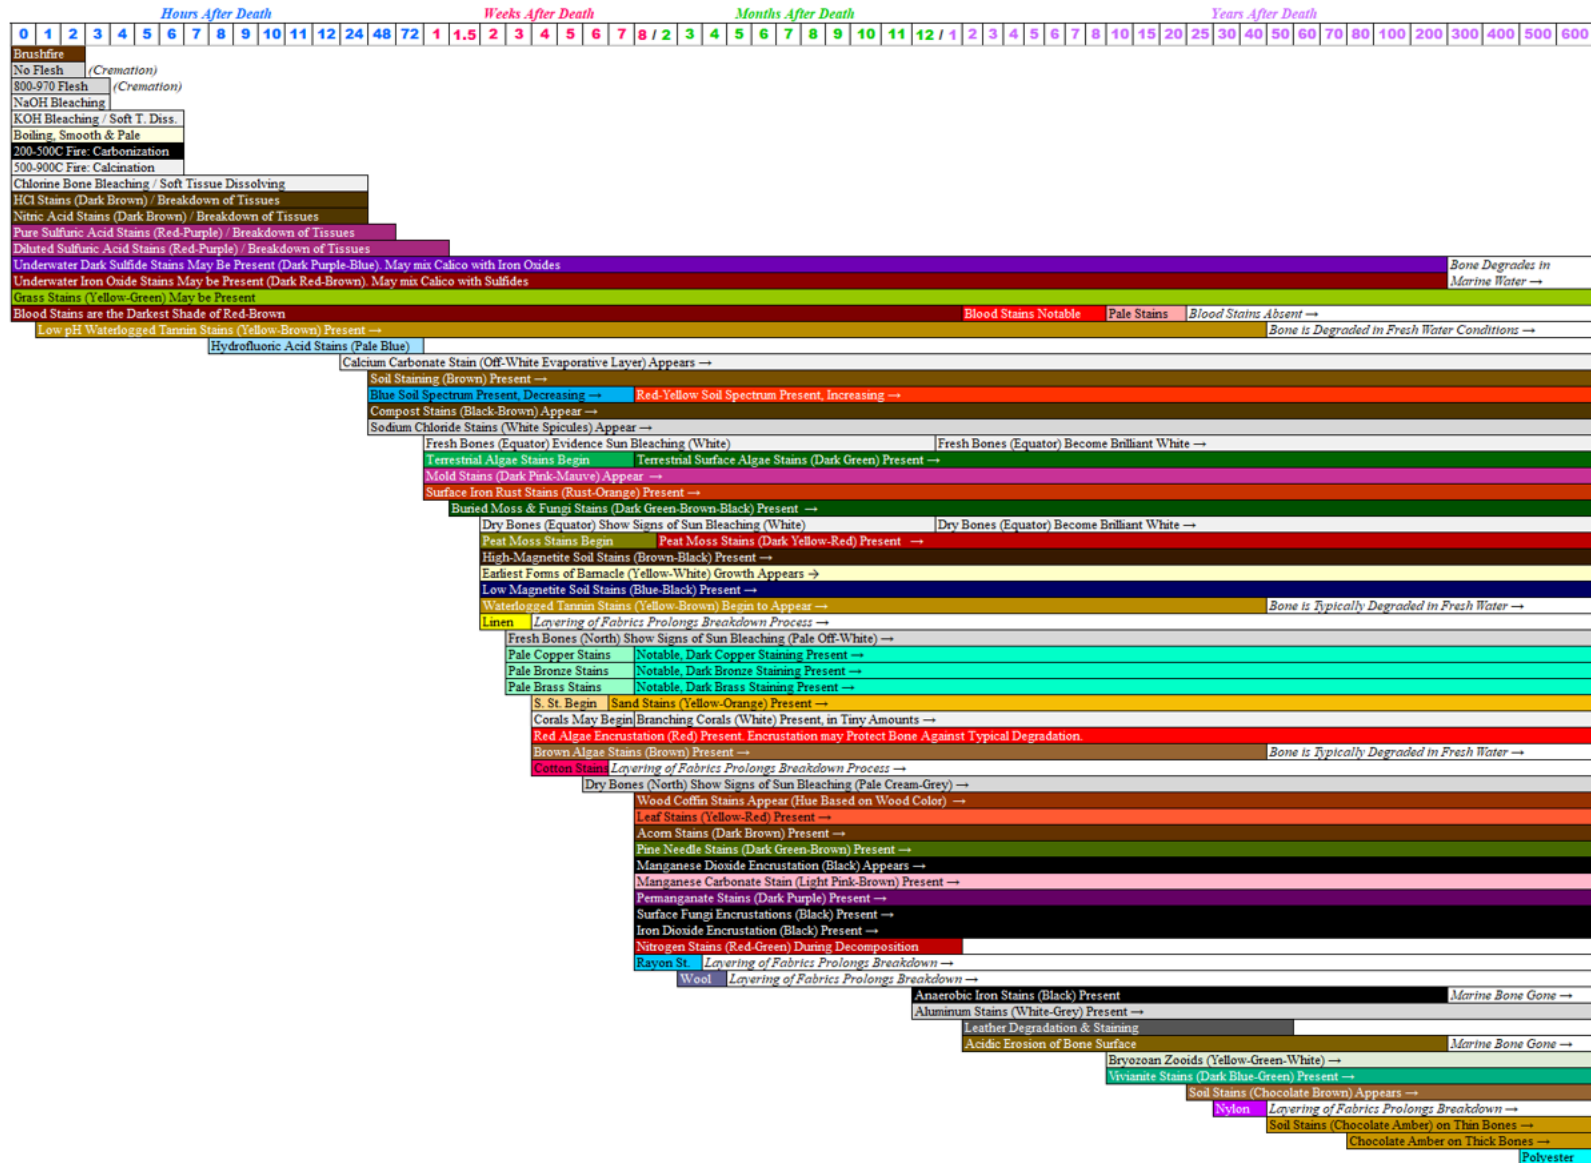 Hours After Death Weeks After Death Months After Death Years After Death
0 1 2 3 4 5 6 7 8 9 10 11 12 24 48 72 1 1.5 2 3 4 5 6 7 8 / 2 3 4 5 6 7 8 9 10 11 12 / 1 2 3 4 5 6 7 8 10 15 20 25 30 40 50 60 70 80 100 200 300 400 500 600
Brushfire
No Flesh (Cremation)
800-970 Flesh (Cremation)
NaOH Bleaching
KOH Bleaching / Soft T. Diss.
Boiling, Smooth & Pale
200-500C Fire: Carbonization
500-900C Fire: Calcination
Chlorine Bone Bleaching / Soft Tissue Dissolving
HCl Stains (Dark Brown) / Breakdown of Tissues
Nitric Acid Stains (Dark Brown) / Breakdown of Tissues
Pure Sulfuric Acid Stains (Red-Purple) / Breakdown of Tissues
Diluted Sulfuric Acid Stains (Red-Purple) / Breakdown of Tissues
Underwater Dark Sulfide Stains May Be Present (Dark Purple-Blue). May mix Calico with Iron Oxides Bone Degrades in
Underwater Iron Oxide Stains May be Present (Dark Red-Brown). May mix Calico with Sulfides Marine Water →
Grass Stains (Yellow-Green) May be Present
Blood Stains are the Darkest Shade of Red-Brown Blood Stains Notable Pale Stains Blood Stains Absent →
Low pH Waterlogged Tannin Stains (Yellow-Brown) Present → Bone is Degraded in Fresh Water Conditions →
Hydrofluoric Acid Stains (Pale Blue)
Calcium Carbonate Stain (Off-White Evaporative Layer) Appears →
Soil Staining (Brown) Present →
Blue Soil Spectrum Present, Decreasing → Red-Yellow Soil Spectrum Present, Increasing →
Compost Stains (Black-Brown) Appear →
Sodium Chloride Stains (White Spicules) Appear →
Fresh Bones (Equator) Evidence Sun Bleaching (White) Fresh Bones (Equator) Become Brilliant White →
Terrestrial Algae Stains Begin Terrestrial Surface Algae Stains (Dark Green) Present →
Mold Stains (Dark Pink-Mauve) Appear →
Surface Iron Rust Stains (Rust-Orange) Present →
Buried Moss & Fungi Stains (Dark Green-Brown-Black) Present →
Dry Bones (Equator) Show Signs of Sun Bleaching (White) Dry Bones (Equator) Become Brilliant White →
Peat Moss Stains Begin Peat Moss Stains (Dark Yellow-Red) Present →
High-Magnetite Soil Stains (Brown-Black) Present →
Earliest Forms of Barnacle (Yellow-White) Growth Appears →
Low Magnetite Soil Stains (Blue-Black) Present →
Waterlogged Tannin Stains (Yellow-Brown) Begin to Appear → Bone is Typically Degraded in Fresh Water →
Linen Layering of Fabrics Prolongs Breakdown Process →
Fresh Bones (North) Show Signs of Sun Bleaching (Pale Off-White) →
Pale Copper Stains Notable, Dark Copper Staining Present →
Pale Bronze Stains Notable, Dark Bronze Staining Present →
Pale Brass Stains Notable, Dark Brass Staining Present →
S. St. Begin Sand Stains (Yellow-Orange) Present →
Corals May Begin Branching Corals (White) Present, in Tiny Amounts →
Red Algae Encrustation (Red) Present. Encrustation may Protect Bone Against Typical Degradation.
Brown Algae Stains (Brown) Present → Bone is Typically Degraded in Fresh Water →
Cotton Stains Layering of Fabrics Prolongs Breakdown Process →
Dry Bones (North) Show Signs of Sun Bleaching (Pale Cream-Grey) →
Wood Coffin Stains Appear (Hue Based on Wood Color) →
Leaf Stains (Yellow-Red) Present →
Acorn Stains (Dark Brown) Present →
Pine Needle Stains (Dark Green-Brown) Present →
Manganese Dioxide Encrustation (Black) Appears →
Manganese Carbonate Stain (Light Pink-Brown) Present →
Permanganate Stains (Dark Purple) Present →
Surface Fungi Encrustations (Black) Present →
Iron Dioxide Encrustation (Black) Present →
Nitrogen Stains (Red-Green) During Decomposition
Rayon St. Layering of Fabrics Prolongs Breakdown →
Wool Layering of Fabrics Prolongs Breakdown →
Anaerobic Iron Stains (Black) Present Marine Bone Gone →
Aluminum Stains (White-Grey) Present →
Leather Degradation & Staining
Acidic Erosion of Bone Surface Marine Bone Gone →
Bryozoan Zooids (Yellow-Green-White) →
Vivianite Stains (Dark Blue-Green) Present →
Soil Stains (Chocolate Brown) Appears →
Nylon Layering of Fabrics Prolongs Breakdown →
Soil Stains (Chocolate Amber) on Thin Bones →
Chocolate Amber on Thick Bones →
Polyester